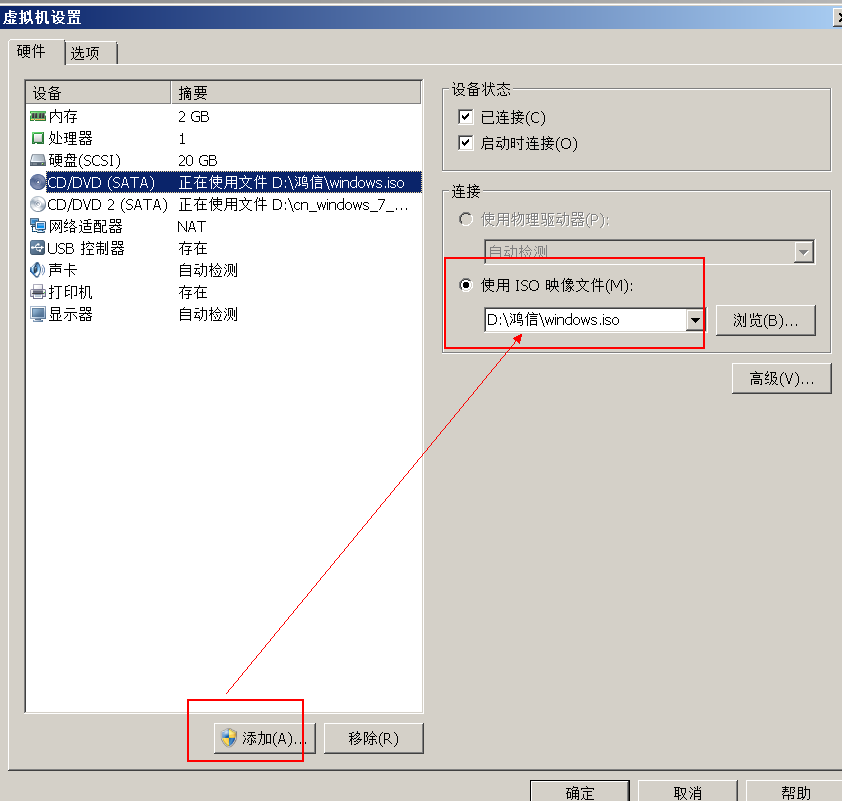 虚拟机设置
硬件 选项
设备 摘要
内存 2 GB
处理器 1
硬盘(SCSI) 20 GB
CD/DVD (SATA) 正在使用文件 D:\鸿信\windows.iso
CD/DVD 2 (SATA) 正在使用文件 D:\cn_windows_7_...
网络适配器 NAT
USB 控制器 存在
声卡 自动检测
打印机 存在
显示器 自动检测
添加(A)... 移除(R)
设备状态
已连接(C)
启动时连接(O)
连接
使用物理驱动器(P):
自动检测
使用 ISO 映像文件(M):
D:\鸿信\windows.iso 浏览(B)...
高级(V)...
确定 取消 帮助